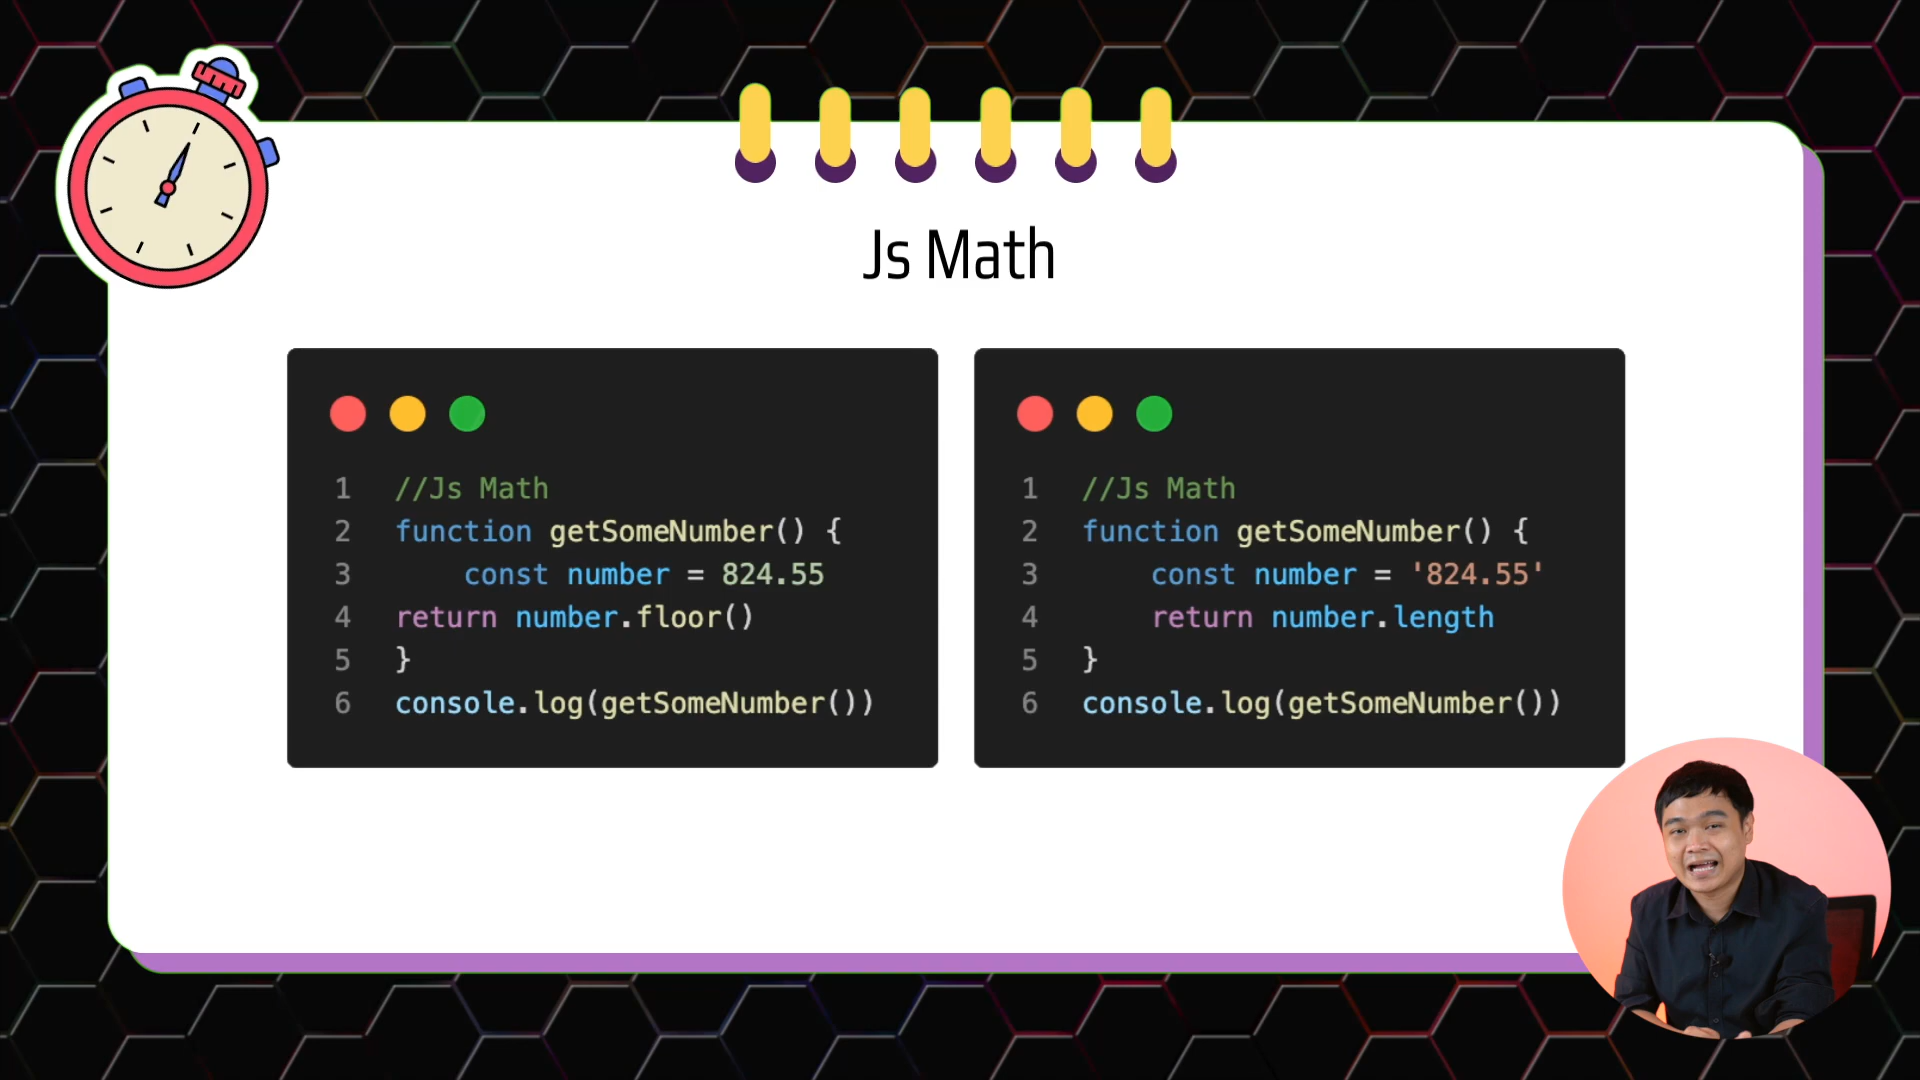 Js Math
1 //Js Math
2 function getSomeNumber() {
3     const number = 824.55
4 return number.floor()
5 }
6 console.log(getSomeNumber())
1 //Js Math
2 function getSomeNumber() {
3     const number = '824.55'
4     return number.length
5 }
6 console.log(getSomeNumber())